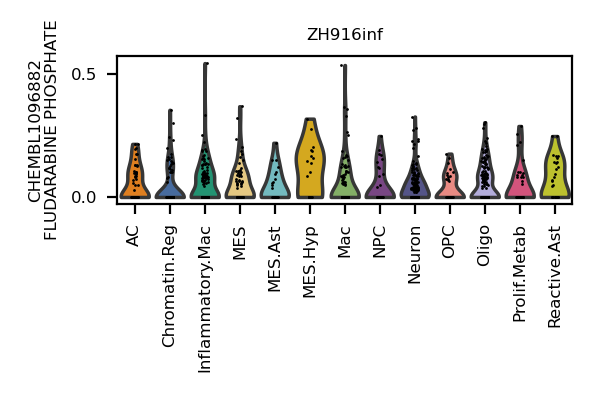 ZH916inf
CHEMBL1096882
FLUDARABINE PHOSPHATE
0.5
0.0
AC
Chromatin.Reg
Inflammatory.Mac
MES
MES.Ast
MES.Hyp
Mac
NPC
Neuron
OPC
Oligo
Prolif.Metab
Reactive.Ast